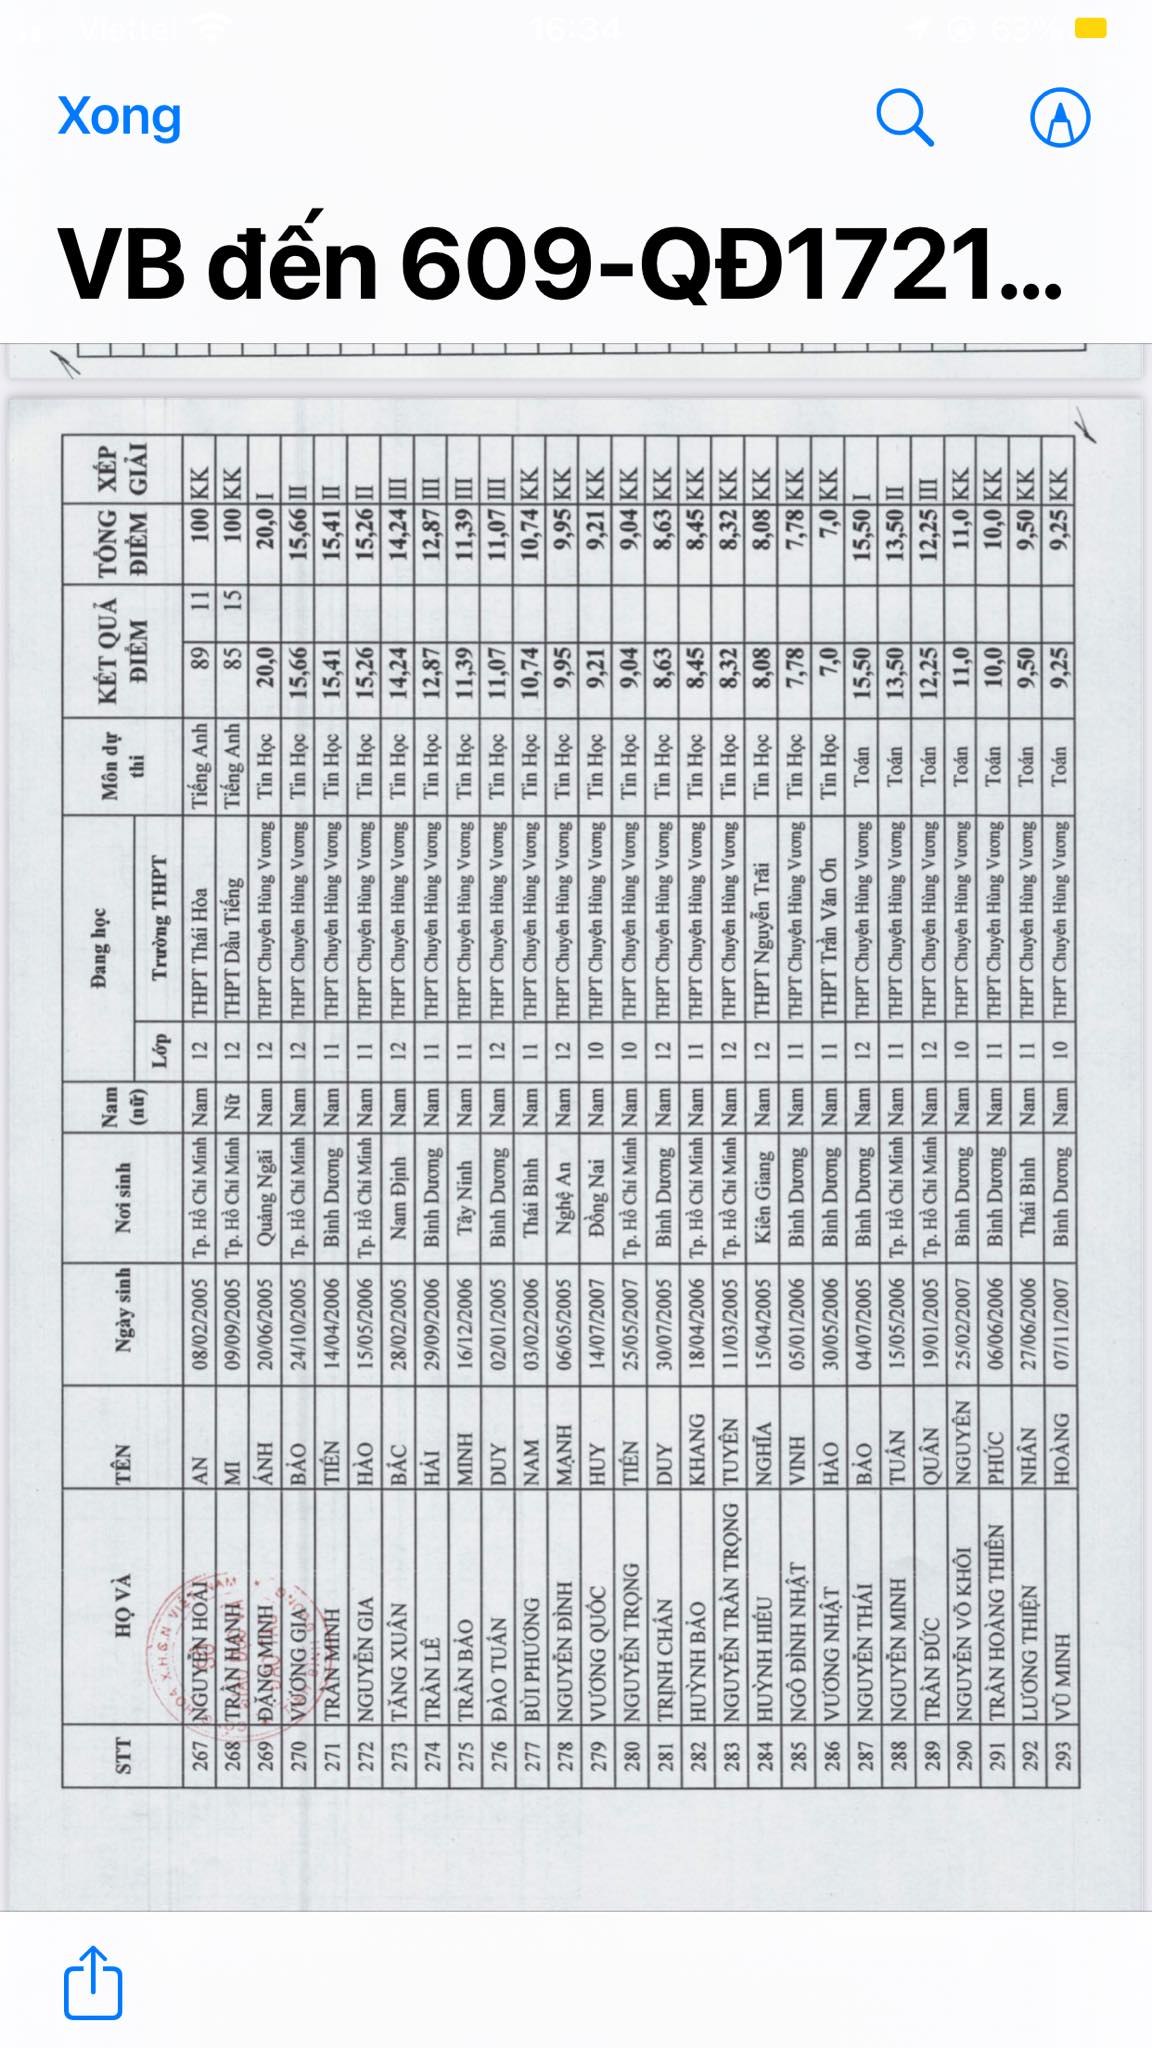 STT HỌ VÀ TÊN Ngày sinh Nơi sinh Nam (nữ) Đang học Môn dự thi KẾT QUẢ ĐIỂM TỔNG ĐIỂM XẾP GIẢI
Lớp Trường THPT
267 NGUYỄN HOÀI AN 08/02/2005 Tp. Hồ Chí Minh Nam 12 THPT Thái Hòa Tiếng Anh 89 11 100 KK
268 TRẦN HẠNH MI 09/09/2005 Tp. Hồ Chí Minh Nữ 12 THPT Dầu Tiếng Tiếng Anh 85 15 100 KK
269 ĐẶNG MINH ÁNH 20/06/2005 Quảng Ngãi Nam 12 THPT Chuyên Hùng Vương Tin Học 20,0 20,0 I
270 VƯƠNG GIA BẢO 24/10/2005 Tp. Hồ Chí Minh Nam 12 THPT Chuyên Hùng Vương Tin Học 15,66 15,66 II
271 TRẦN MINH TIẾN 14/04/2006 Bình Dương Nam 11 THPT Chuyên Hùng Vương Tin Học 15,41 15,41 II
272 NGUYỄN GIA HÀO 15/05/2006 Tp. Hồ Chí Minh Nam 11 THPT Chuyên Hùng Vương Tin Học 15,26 15,26 II
273 TĂNG XUÂN BẮC 28/02/2005 Nam Định Nam 12 THPT Chuyên Hùng Vương Tin Học 14,24 14,24 III
274 TRẦN LÊ HẢI 29/09/2006 Bình Dương Nam 11 THPT Chuyên Hùng Vương Tin Học 12,87 12,87 III
275 TRẦN BẢO MINH 16/12/2006 Tây Ninh Nam 11 THPT Chuyên Hùng Vương Tin Học 11,39 11,39 III
276 ĐÀO TUẤN DUY 02/01/2005 Bình Dương Nam 12 THPT Chuyên Hùng Vương Tin Học 11,07 11,07 III
277 BÙI PHƯƠNG NAM 03/02/2006 Thái Bình Nam 11 THPT Chuyên Hùng Vương Tin Học 10,74 10,74 KK
278 NGUYỄN ĐÌNH MẠNH 06/05/2005 Nghệ An Nam 12 THPT Chuyên Hùng Vương Tin Học 9,95 9,95 KK
279 VƯƠNG QUỐC HUY 14/07/2007 Đồng Nai Nam 10 THPT Chuyên Hùng Vương Tin Học 9,21 9,21 KK
280 NGUYỄN TRỌNG TIẾN 25/05/2007 Tp. Hồ Chí Minh Nam 10 THPT Chuyên Hùng Vương Tin Học 9,04 9,04 KK
281 TRỊNH CHẤN DUY 30/07/2005 Bình Dương Nam 12 THPT Chuyên Hùng Vương Tin Học 8,63 8,63 KK
282 HUỲNH BẢO KHANG 18/04/2006 Tp. Hồ Chí Minh Nam 11 THPT Chuyên Hùng Vương Tin Học 8,45 8,45 KK
283 NGUYỄN TRẦN TRỌNG TUYÊN 11/03/2005 Tp. Hồ Chí Minh Nam 12 THPT Chuyên Hùng Vương Tin Học 8,32 8,32 KK
284 HUỲNH HIẾU NGHĨA 15/04/2005 Kiên Giang Nam 12 THPT Nguyễn Trãi Tin Học 8,08 8,08 KK
285 NGÔ ĐÌNH NHẬT VINH 05/01/2006 Bình Dương Nam 11 THPT Chuyên Hùng Vương Tin Học 7,78 7,78 KK
286 VƯƠNG NHẬT HÀO 30/05/2006 Bình Dương Nam 11 THPT Trần Văn Ơn Tin Học 7,0 7,0 KK
287 NGUYỄN THÁI BẢO 04/07/2005 Bình Dương Nam 12 THPT Chuyên Hùng Vương Toán 15,50 15,50 I
288 NGUYỄN MINH TUẤN 15/05/2006 Tp. Hồ Chí Minh Nam 11 THPT Chuyên Hùng Vương Toán 13,50 13,50 II
289 TRẦN ĐỨC QUÂN 19/01/2005 Tp. Hồ Chí Minh Nam 12 THPT Chuyên Hùng Vương Toán 12,25 12,25 III
290 NGUYỄN VÕ KHÔI NGUYÊN 25/02/2007 Bình Dương Nam 10 THPT Chuyên Hùng Vương Toán 11,0 11,0 KK
291 TRẦN HOÀNG THIÊN PHÚC 06/06/2006 Bình Dương Nam 11 THPT Chuyên Hùng Vương Toán 10,0 10,0 KK
292 LƯƠNG THIỆN NHÂN 27/06/2006 Thái Bình Nam 11 THPT Chuyên Hùng Vương Toán 9,50 9,50 KK
293 VŨ MINH HOÀNG 07/11/2007 Bình Dương Nam 10 THPT Chuyên Hùng Vương Toán 9,25 9,25 KK
Xong
VB đến 609-QĐ1721...
16:34